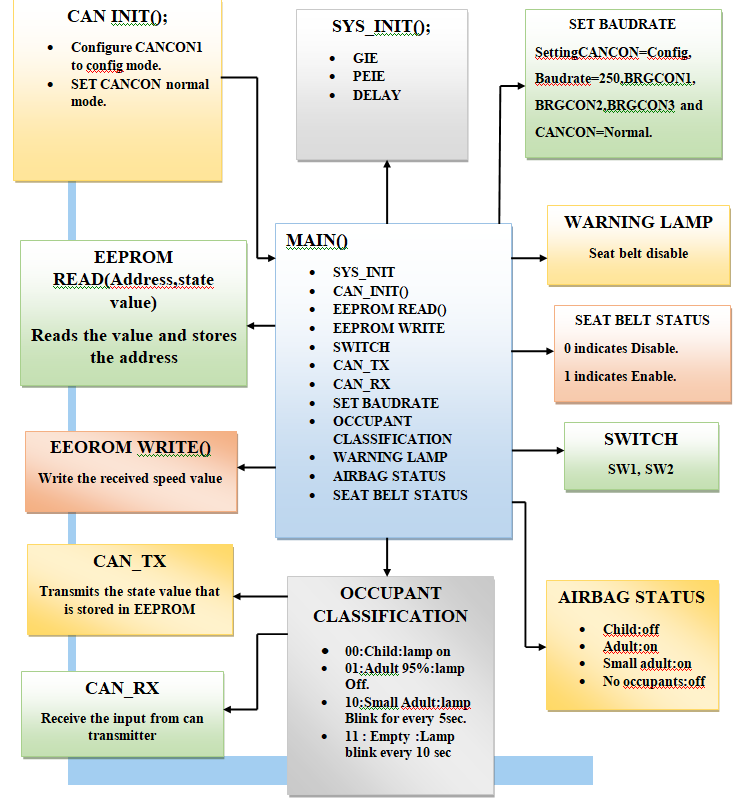 CAN INIT();
• Configure CANCON1
to config mode.
• SET CANCON normal
mode.
SYS_INIT();
• GIE
• PEIE
• DELAY
SET BAUDRATE
SettingCANCON=Config,
Baudrate=250,BRGCON1,
BRGCON2,BRGCON3 and
CANCON=Normal.
EEPROM
READ(Address,state
value)
Reads the value and stores
the address
MAIN()
• SYS_INIT
• CAN_INIT()
• EEPROM READ()
• EEPROM WRITE
• SWITCH
• CAN_TX
• CAN_RX
• SET BAUDRATE
• OCCUPANT
CLASSIFICATION
• WARNING LAMP
• AIRBAG STATUS
• SEAT BELT STATUS
WARNING LAMP
Seat belt disable
SEAT BELT STATUS
0 indicates Disable.
1 indicates Enable.
EEOROM WRITE()
Write the received speed value
SWITCH
SW1, SW2
CAN_TX
Transmits the state value that
is stored in EEPROM
OCCUPANT
CLASSIFICATION
• 00:Child:lamp on
• 01:Adult 95%:lamp
Off.
• 10:Small Adult:lamp
Blink for every 5sec.
• 11 : Empty :Lamp
blink every 10 sec
AIRBAG STATUS
• Child:off
• Adult:on
• Small adult:on
• No occupants:off
CAN_RX
Receive the input from can
transmitter